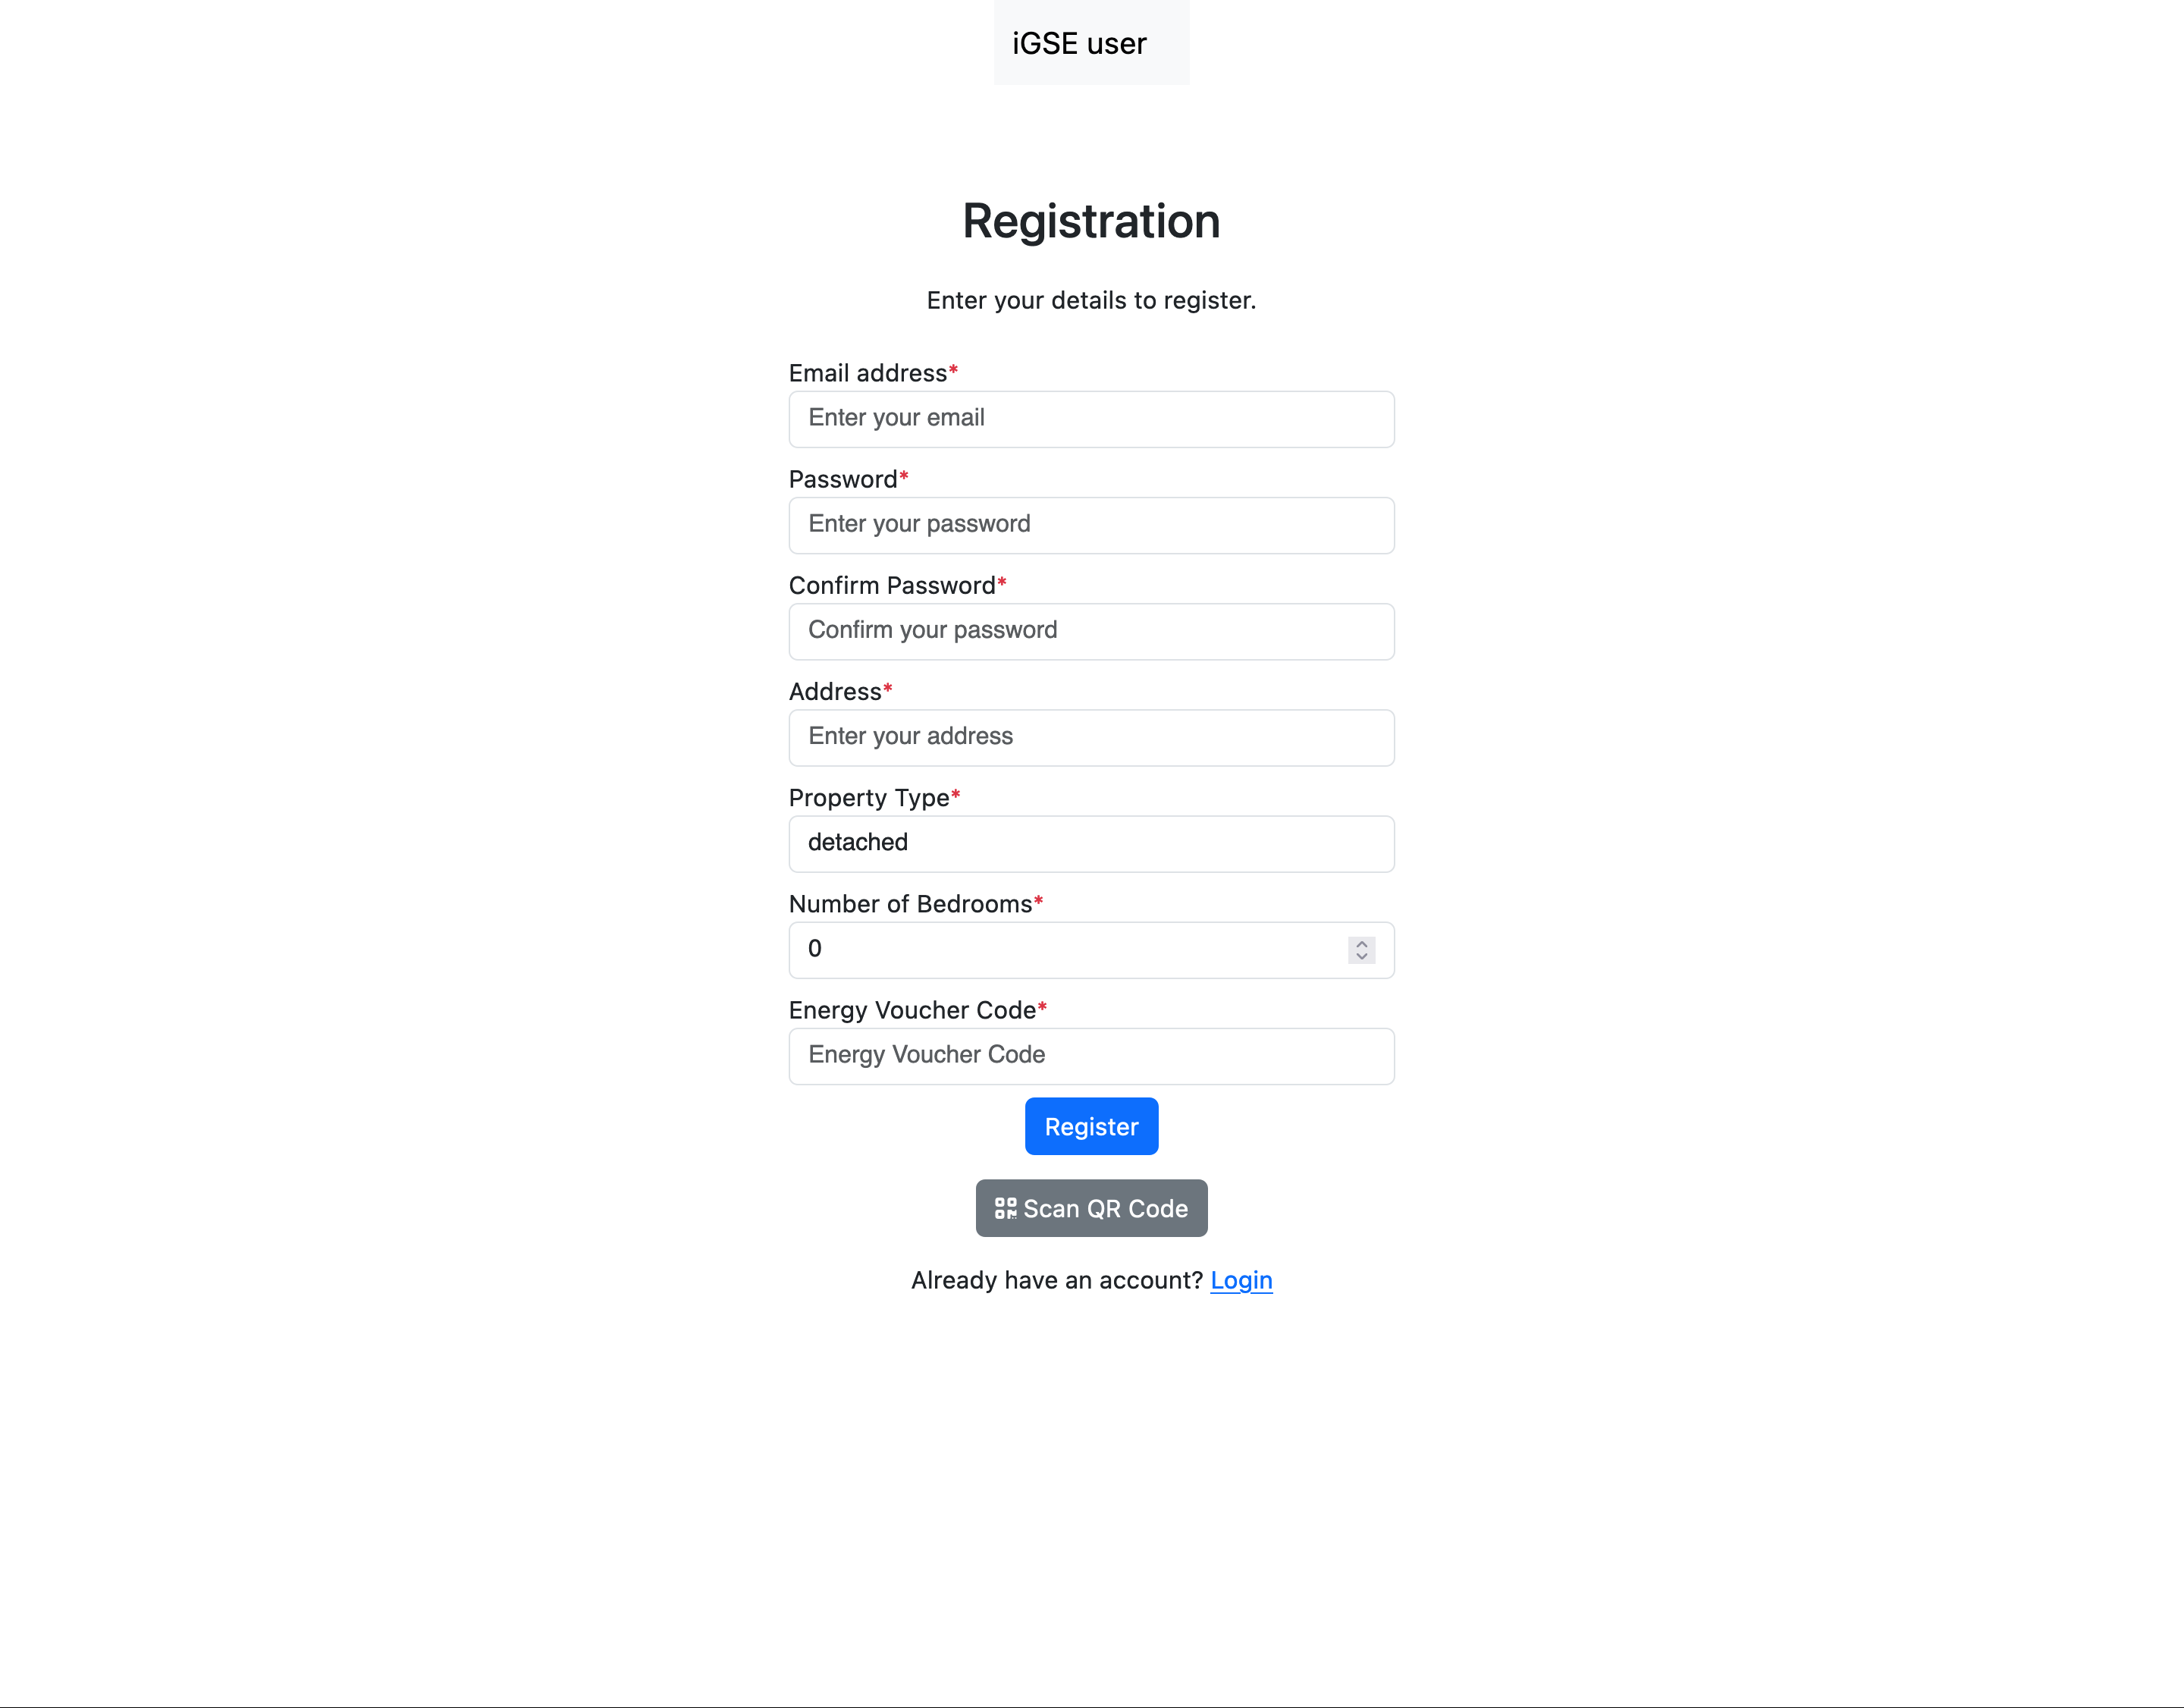 iGSE user
Registration
Enter your details to register.
Email address*
Enter your email
Password*
Enter your password
Confirm Password*
Confirm your password
Address*
Enter your address
Property Type*
detached
Number of Bedrooms*
0
Energy Voucher Code*
Energy Voucher Code
Register
Scan QR Code
Already have an account? Login